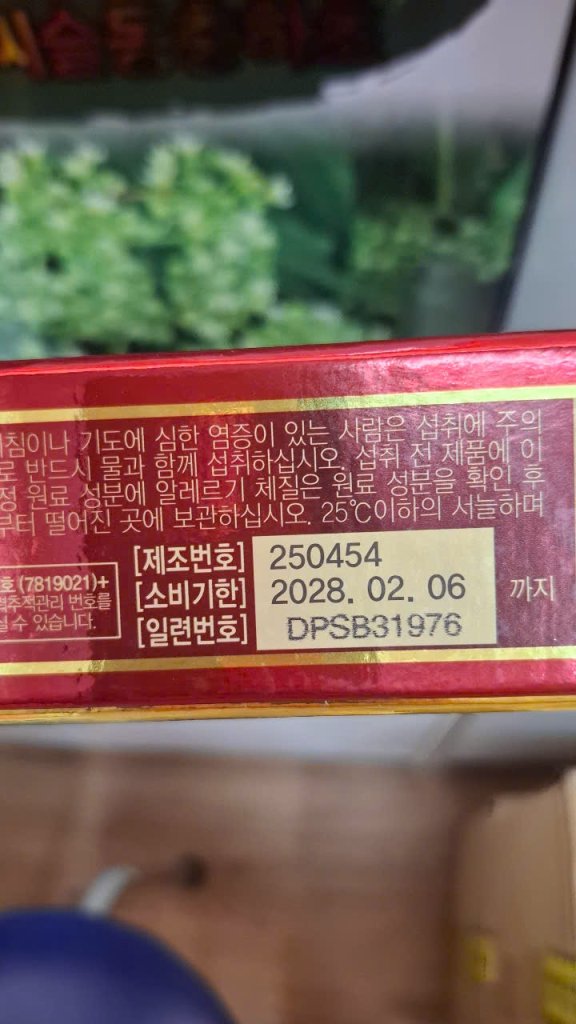 침이나 기도에 심한 염증이 있는 사람은 섭취에 주의
로 반드시 물과 함께 섭취하십시오. 섭취 전 제품에 이
정 원료 성분에 알레르기 체질은 원료 성분을 확인 후
부터 떨어진 곳에 보관하십시오. 25℃이하의 서늘하며
호 (7819021)+
력추적관리 번호를
실 수 있습니다.
[제조번호] 250454
[소비기한] 2028. 02. 06 까지
[일련번호] DPSB31976